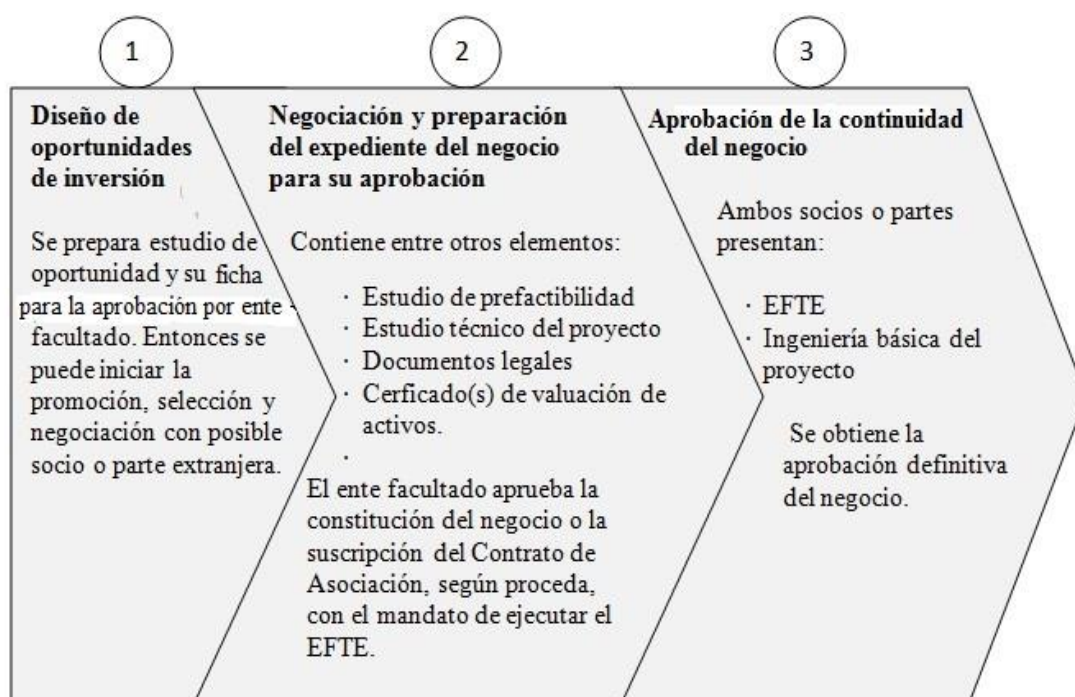 1
Diseño de
oportunidades
de inversión
Se prepara estudio de
oportunidad y su ficha
para la aprobación por ente
facultado. Entonces se
puede iniciar la
promoción, selección y
negociación con posible
socio o parte extranjera.
2
Negociación y preparación
del expediente del negocio
para su aprobación
Contiene entre otros elementos:
· Estudio de prefactibilidad
· Estudio técnico del proyecto
· Documentos legales
· Cerficado(s) de valuación de
activos.
·
El ente facultado aprueba la
constitución del negocio o la
suscripción del Contrato de
Asociación, según proceda,
con el mandato de ejecutar el
EFTE.
3
Aprobación de la continuidad
del negocio
Ambos socios o partes
presentan:
· EFTE
· Ingeniería básica del
proyecto
Se obtiene la
aprobación definitiva
del negocio.